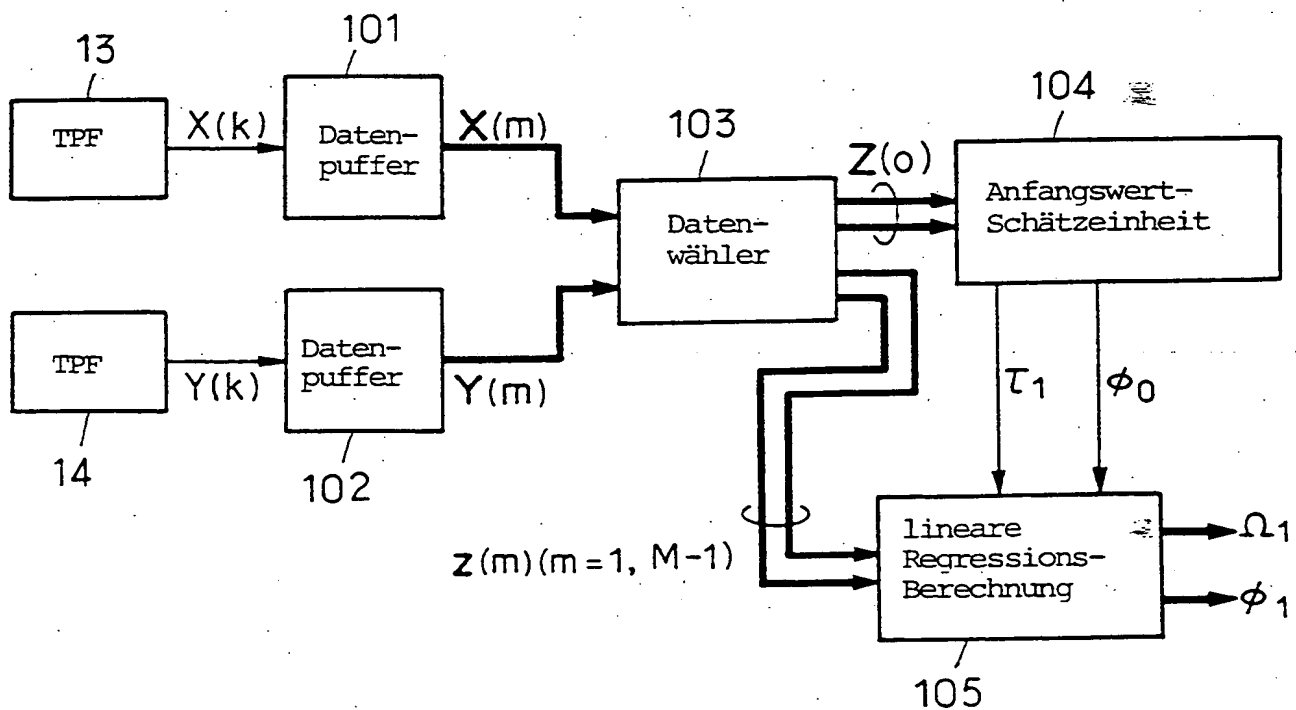 13
101
104
TPF
X(k)
Daten-
puffer
X(m)
103
Z(o)
Anfangswert-
Schätzeinheit
Daten-
wähler
TPF
Y(k)
Daten-
puffer
Y(m)
τ1
ϕ0
14
102
z(m)(m=1, M-1)
lineare
Regressions-
Berechnung
Ω1
ϕ1
105